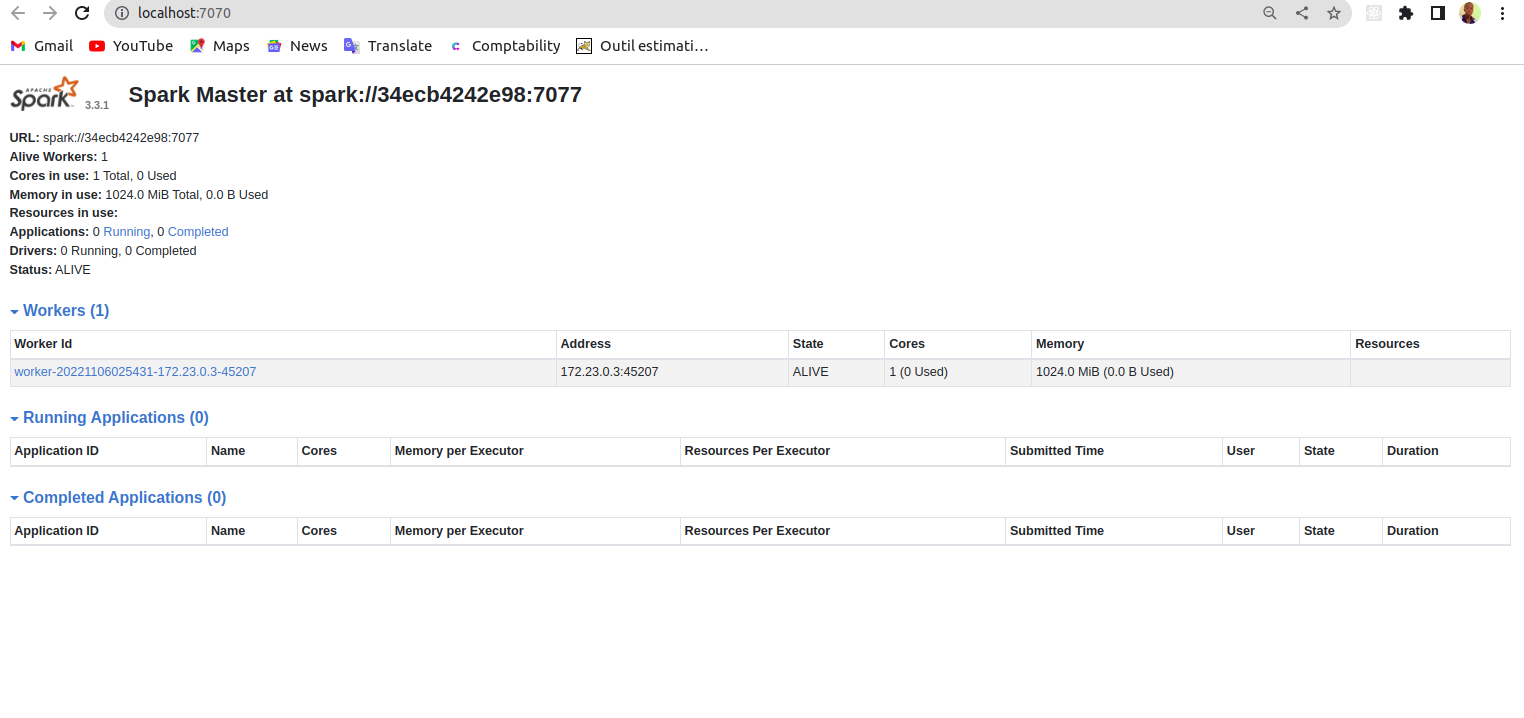 localhost:7070
Gmail YouTube Maps News Translate Comptability Outil estimati…
APACHE Spark 3.3.1 Spark Master at spark://34ecb4242e98:7077
URL: spark://34ecb4242e98:7077
Alive Workers: 1
Cores in use: 1 Total, 0 Used
Memory in use: 1024.0 MiB Total, 0.0 B Used
Resources in use:
Applications: 0 Running, 0 Completed
Drivers: 0 Running, 0 Completed
Status: ALIVE
Workers (1)
Worker Id Address State Cores Memory Resources
worker-20221106025431-172.23.0.3-45207 172.23.0.3:45207 ALIVE 1 (0 Used) 1024.0 MiB (0.0 B Used)
Running Applications (0)
Application ID Name Cores Memory per Executor Resources Per Executor Submitted Time User State Duration
Completed Applications (0)
Application ID Name Cores Memory per Executor Resources Per Executor Submitted Time User State Duration